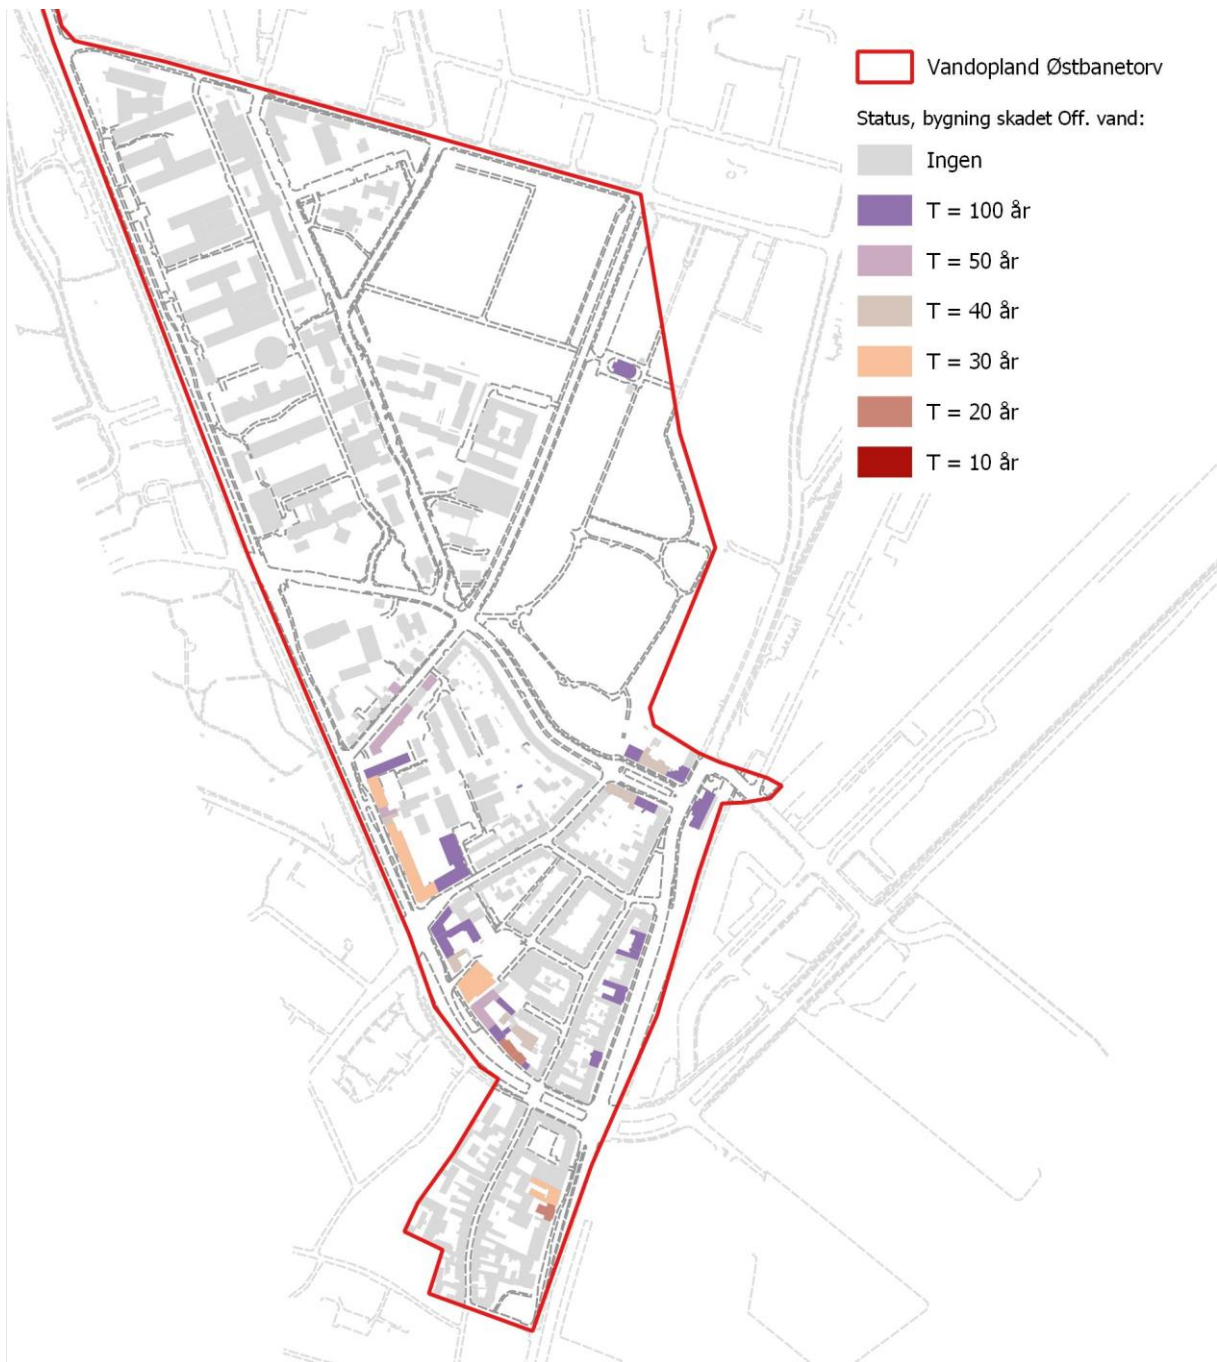 Vandopland Østbanetorv
Status, bygning skadet Off. vand:
Ingen
T = 100 år
T = 50 år
T = 40 år
T = 30 år
T = 20 år
T = 10 år